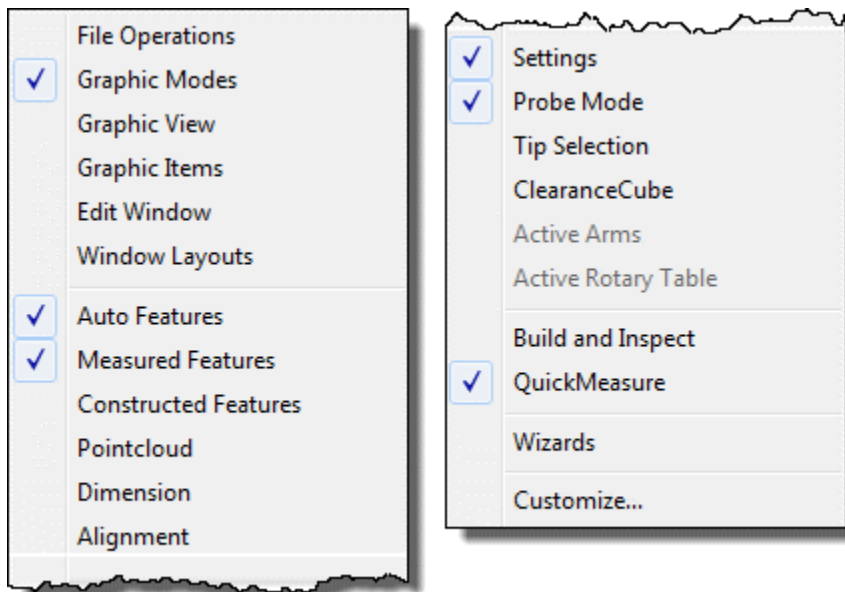 File Operations
Graphic Modes
Graphic View
Graphic Items
Edit Window
Window Layouts
Auto Features
Measured Features
Constructed Features
Pointcloud
Dimension
Alignment
Settings
Probe Mode
Tip Selection
ClearanceCube
Active Arms
Active Rotary Table
Build and Inspect
QuickMeasure
Wizards
Customize...